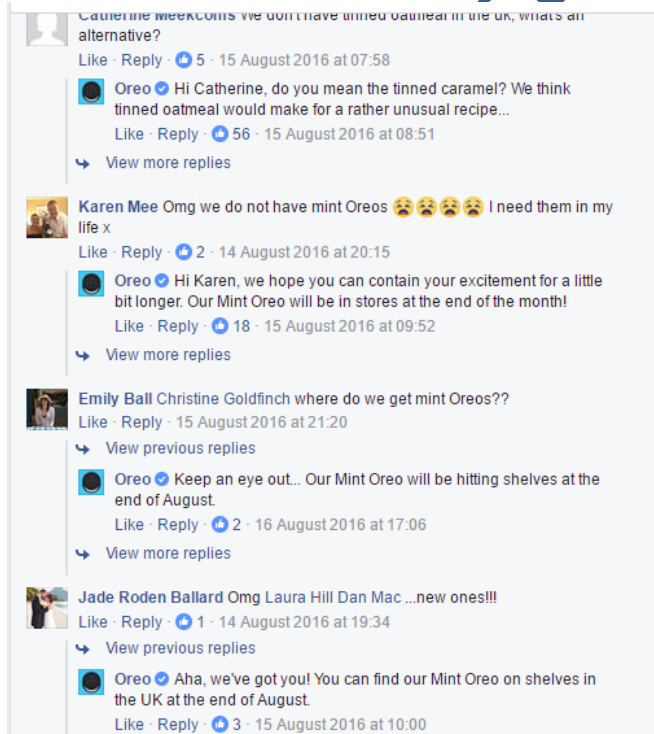 Catherine Meekcoms We don't have tinned oatmeal in the uk, what's an
alternative?
Like · Reply · 5 · 15 August 2016 at 07:58
Oreo Hi Catherine, do you mean the tinned caramel? We think
tinned oatmeal would make for a rather unusual recipe...
Like · Reply · 56 · 15 August 2016 at 08:51
View more replies
Karen Mee Omg we do not have mint Oreos 😫😫😫😫 I need them in my
life x
Like · Reply · 2 · 14 August 2016 at 20:15
Oreo Hi Karen, we hope you can contain your excitement for a little
bit longer. Our Mint Oreo will be in stores at the end of the month!
Like · Reply · 18 · 15 August 2016 at 09:52
View more replies
Emily Ball Christine Goldfinch where do we get mint Oreos??
Like · Reply · 15 August 2016 at 21:20
View previous replies
Oreo Keep an eye out... Our Mint Oreo will be hitting shelves at the
end of August.
Like · Reply · 2 · 16 August 2016 at 17:06
View more replies
Jade Roden Ballard Omg Laura Hill Dan Mac ...new ones!!!
Like · Reply · 1 · 14 August 2016 at 19:34
View previous replies
Oreo Aha, we've got you! You can find our Mint Oreo on shelves in
the UK at the end of August.
Like · Reply · 3 · 15 August 2016 at 10:00